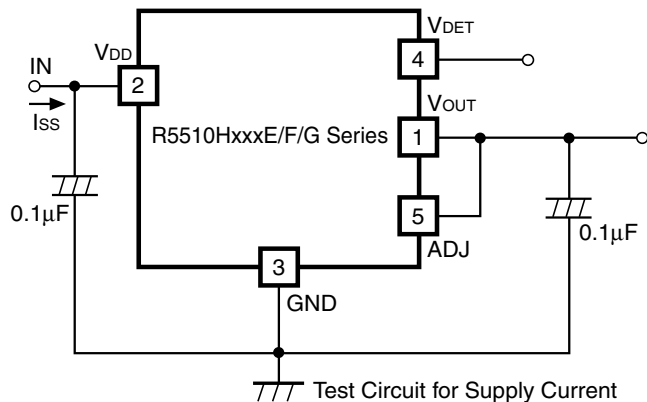 VDET
VDD
IN
4
2
VOUT
ISS
R5510HxxxE/F/G Series
1
0.1μF
5
0.1μF
ADJ
3
GND
Test Circuit for Supply Current